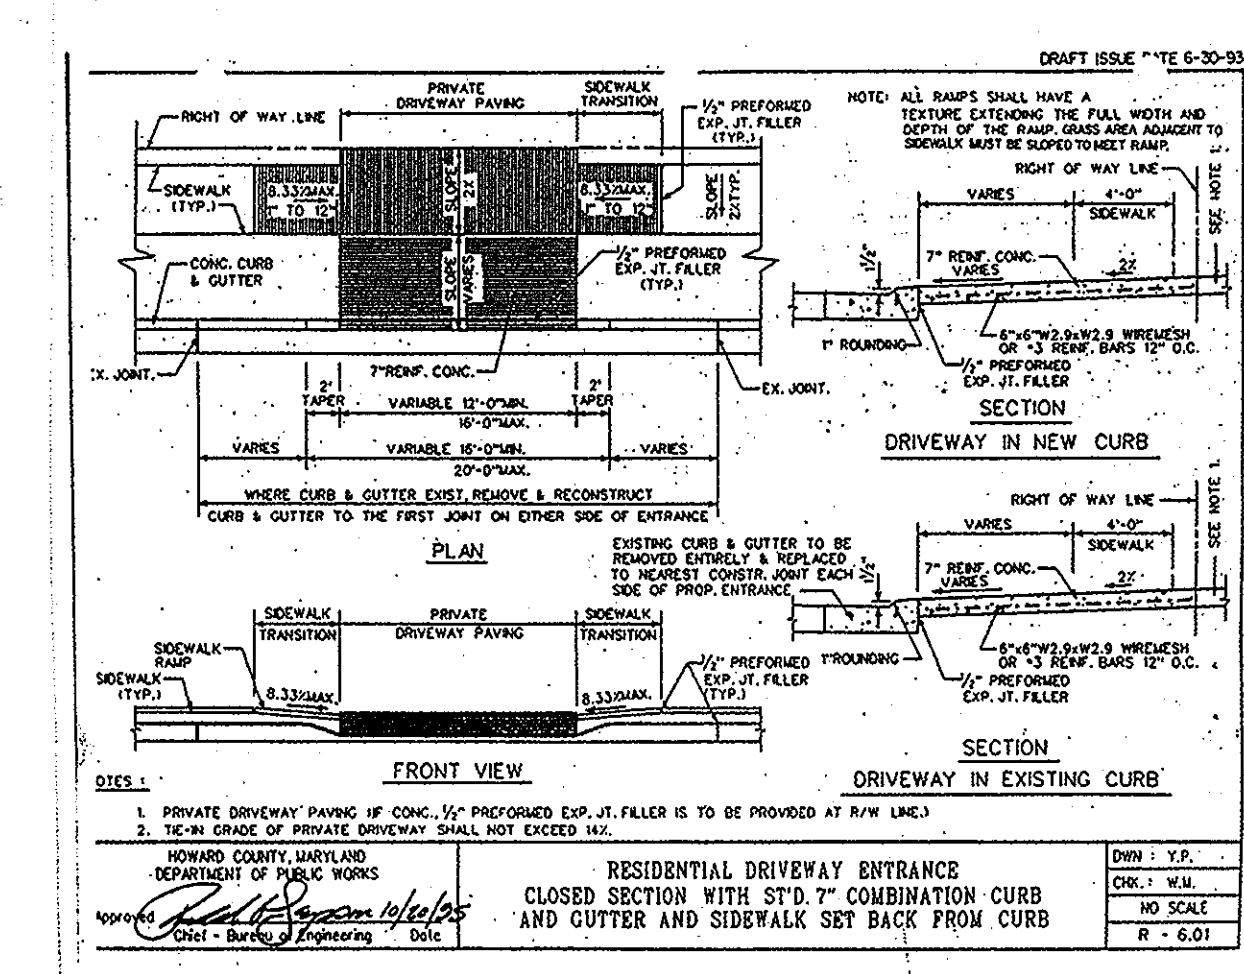 DRAFT ISSUE TE 6-30-93
PRIVATE
DRIVEWAY PAVING
SIDEWALK
TRANSITION
RIGHT OF WAY LINE
1/2" PREFORMED
EXP. JT. FILLER
(TYP.)
SIDEWALK
(TYP.)
8.33%MAX.
1" TO 12"
SLOPE
2%
8.33%MAX.
1" TO 12"
SLOPE
2%TYP.
CONC. CURB
& GUTTER
SLOPE
VARIES
1/2" PREFORMED
EXP. JT. FILLER
(TYP.)
X. JOINT.
7"REINF. CONC.
EX. JOINT.
2'
TAPER
VARIABLE 12'-0"MIN.
16'-0"MAX.
2'
TAPER
VARIES
VARIABLE 16'-0"MIN.
20'-0"MAX.
VARIES
WHERE CURB & GUTTER EXIST, REMOVE & RECONSTRUCT
CURB & GUTTER TO THE FIRST JOINT ON EITHER SIDE OF ENTRANCE
PLAN
NOTE: ALL RAMPS SHALL HAVE A
TEXTURE EXTENDING THE FULL WIDTH AND
DEPTH OF THE RAMP. GRASS AREA ADJACENT TO
SIDEWALK MUST BE SLOPED TO MEET RAMP.
RIGHT OF WAY LINE
SEE NOTE 1.
VARIES
4'-0"
SIDEWALK
1/2"
7" REINF. CONC.
VARIES
2%
1" ROUNDING
6"x6"W2.9xW2.9 WIREMESH
OR #3 REINF. BARS 12" O.C.
1/2" PREFORMED
EXP. JT. FILLER
SECTION
DRIVEWAY IN NEW CURB
EXISTING CURB & GUTTER TO BE
REMOVED ENTIRELY & REPLACED
TO NEAREST CONSTR. JOINT EACH
SIDE OF PROP. ENTRANCE
RIGHT OF WAY LINE
SEE NOTE 1.
VARIES
4'-0"
SIDEWALK
1/2"
7" REINF. CONC.
VARIES
2%
1"ROUNDING
6"x6"W2.9xW2.9 WIREMESH
OR #3 REINF. BARS 12" O.C.
1/2" PREFORMED
EXP. JT. FILLER
SECTION
DRIVEWAY IN EXISTING CURB
SIDEWALK
TRANSITION
PRIVATE
DRIVEWAY PAVING
SIDEWALK
TRANSITION
SIDEWALK
RAMP
SIDEWALK
(TYP.)
8.33%MAX.
8.33%MAX.
1/2" PREFORMED
EXP. JT. FILLER
(TYP.)
FRONT VIEW
OTES :
1. PRIVATE DRIVEWAY PAVING (IF CONC., 1/2" PREFORMED EXP. JT. FILLER IS TO BE PROVIDED AT R/W LINE.)
2. TIE-IN GRADE OF PRIVATE DRIVEWAY SHALL NOT EXCEED 14%.
HOWARD COUNTY, MARYLAND
DEPARTMENT OF PUBLIC WORKS
Approved 10/20/95
Chief - Bureau of Engineering Date
RESIDENTIAL DRIVEWAY ENTRANCE
CLOSED SECTION WITH ST'D. 7" COMBINATION CURB
AND GUTTER AND SIDEWALK SET BACK FROM CURB
DWN : Y.P.
CHK. : W.M.
NO SCALE
R - 6.01